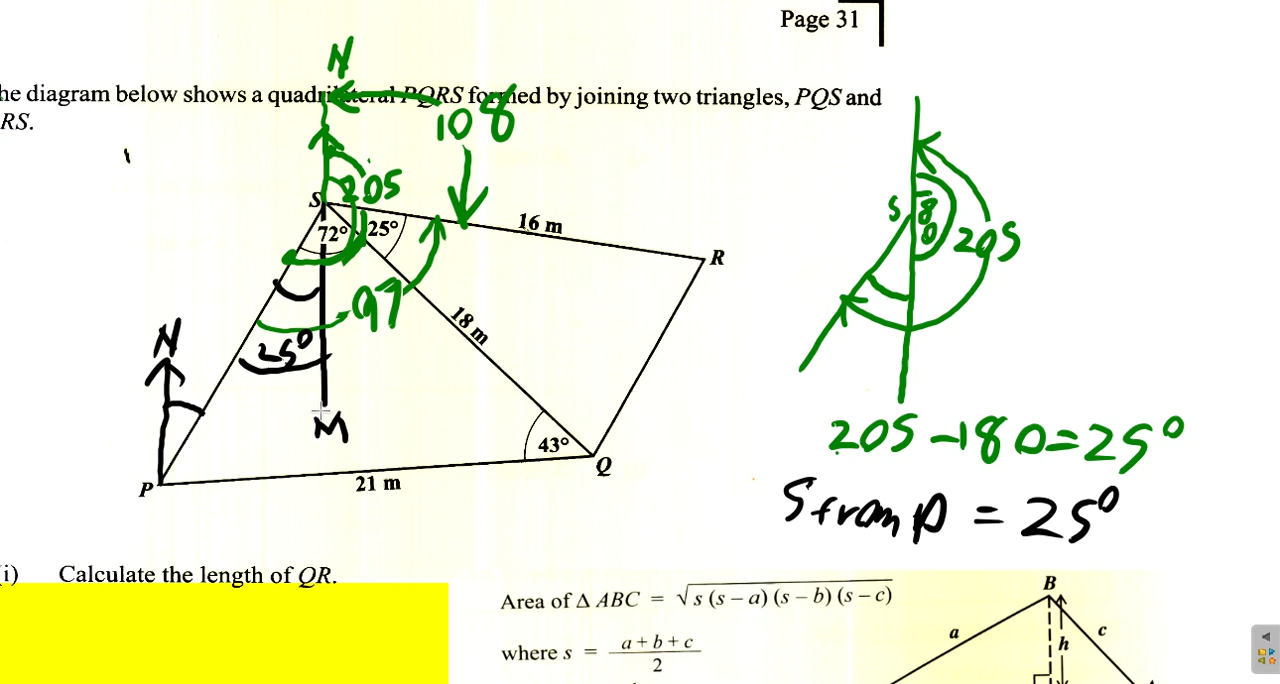 Page 31
N
he diagram below shows a quadrilateral PQRS formed by joining two triangles, PQS and
RS.
108
205
S
72°
25°
16 m
R
S
180
205
97
18 m
N
25°
M
43°
205 - 180 = 25°
P
21 m
Q
S from P = 25°
i) Calculate the length of QR.
Area of Δ ABC = √s (s – a) (s – b) (s – c)
where s = a + b + c
2
B
a
c
h